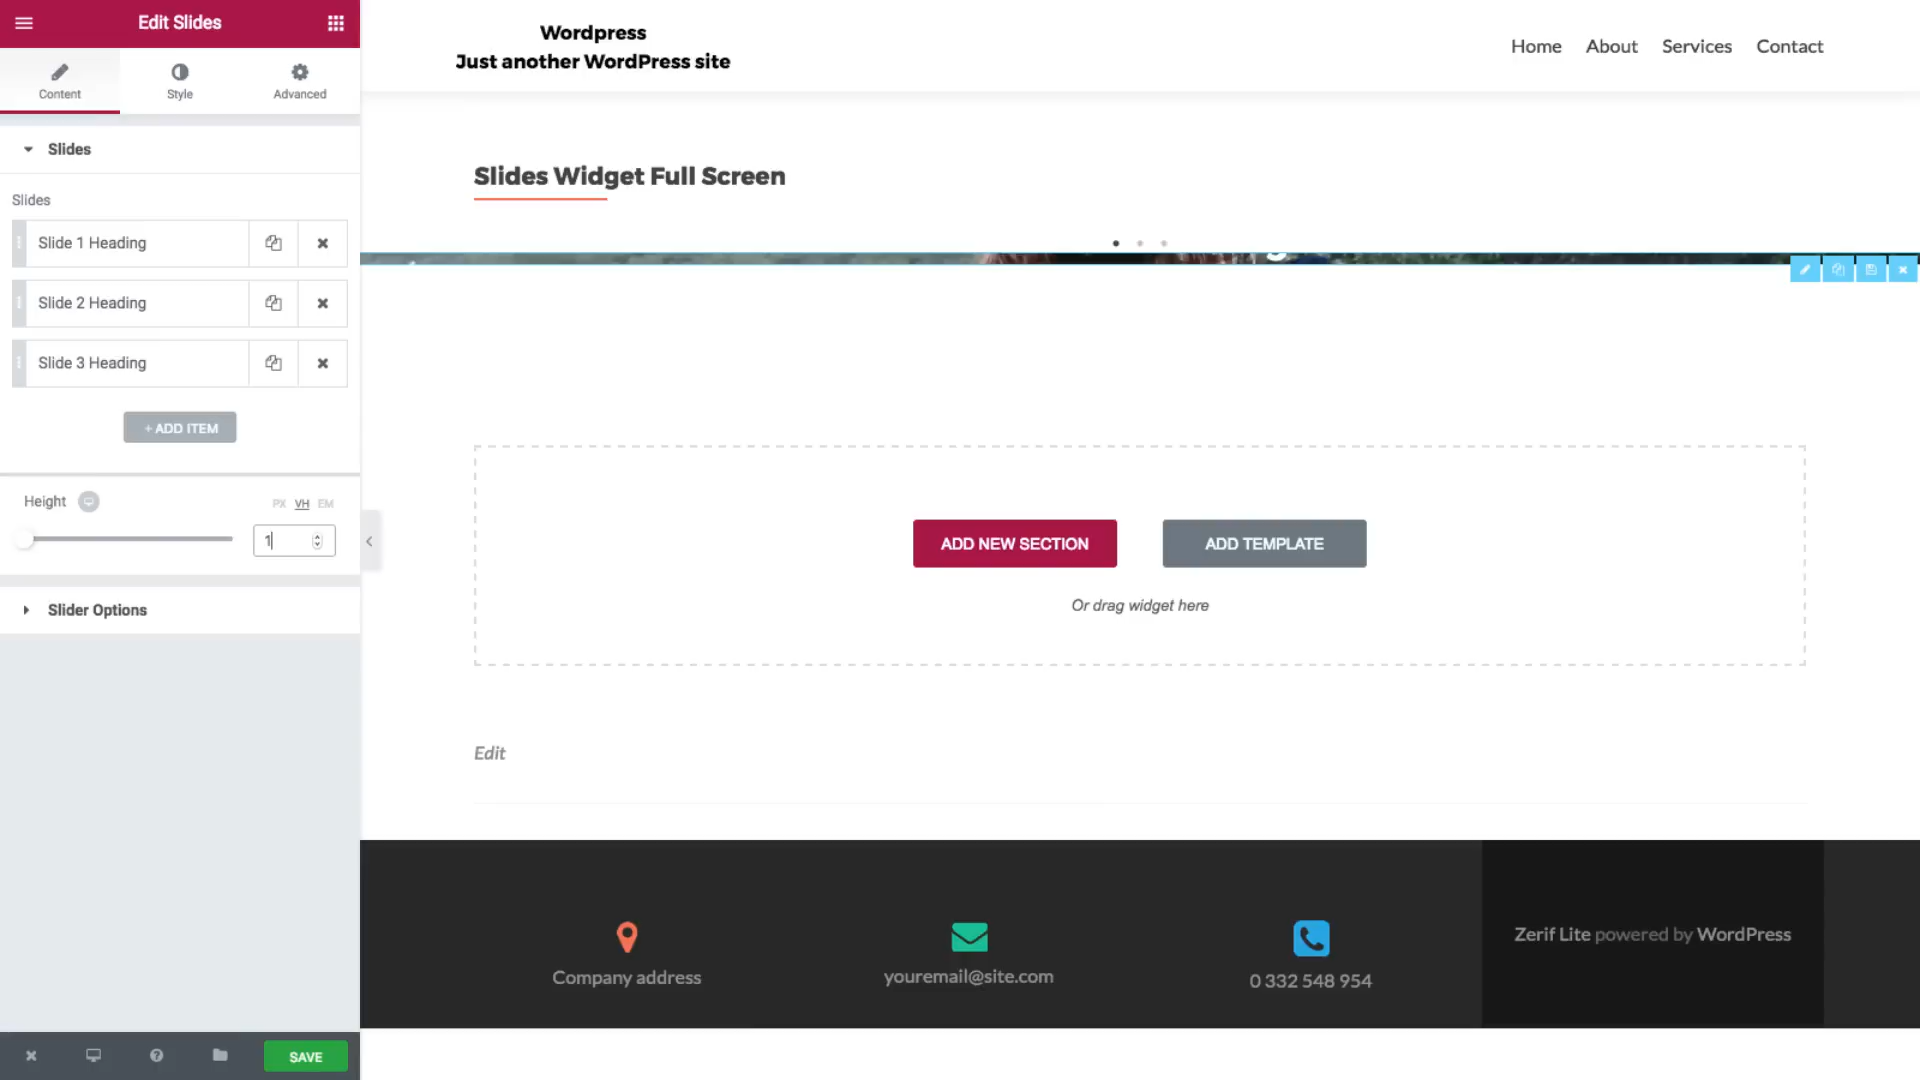 Edit Slides
Content
Style
Advanced
Slides
Slides
Slide 1 Heading
Slide 2 Heading
Slide 3 Heading
+ ADD ITEM
Height
PX VH EM
1
Slider Options
SAVE
Wordpress
Just another WordPress site
Home About Services Contact
Slides Widget Full Screen
ADD NEW SECTION
ADD TEMPLATE
Or drag widget here
Edit
Company address
youremail@site.com
0 332 548 954
Zerif Lite powered by WordPress